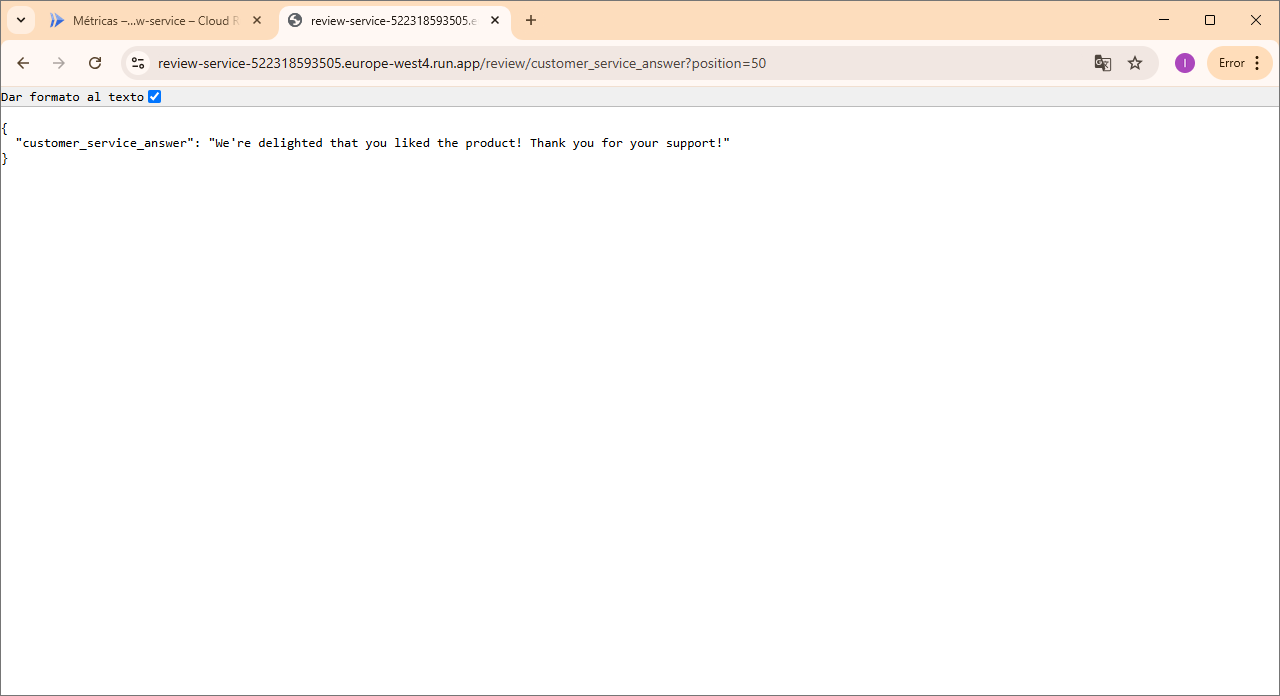 Métricas –...w-service – Cloud R
review-service-522318593505.e
review-service-522318593505.europe-west4.run.app/review/customer_service_answer?position=50
I
Error
Dar formato al texto
{
"customer_service_answer": "We're delighted that you liked the product! Thank you for your support!"
}